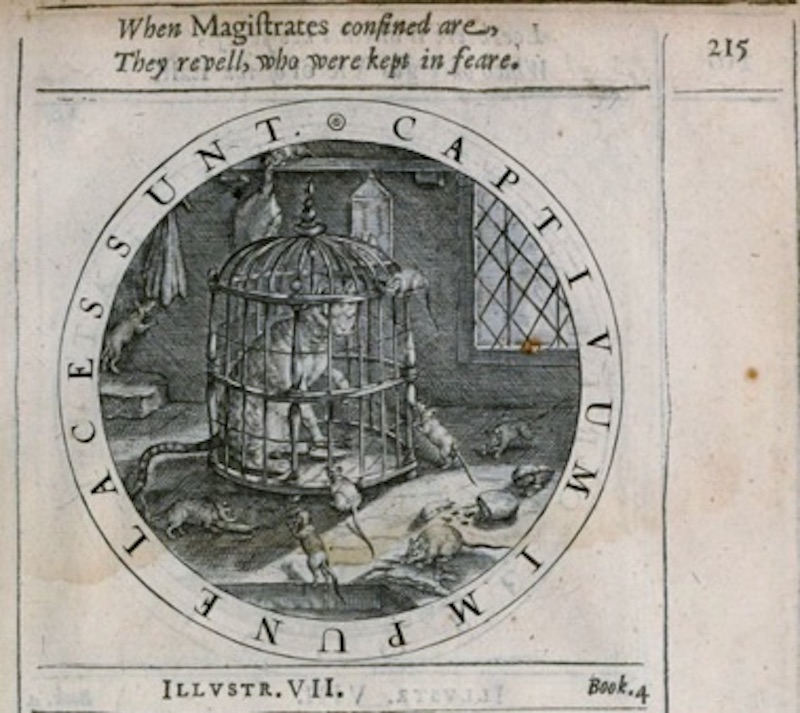 When Magiſtrates confined are,
They revell, who were kept in feare.
215
CAPTIVUM IMPUNE LACESSUNT.
ILLVSTR. VII.
Book. 4